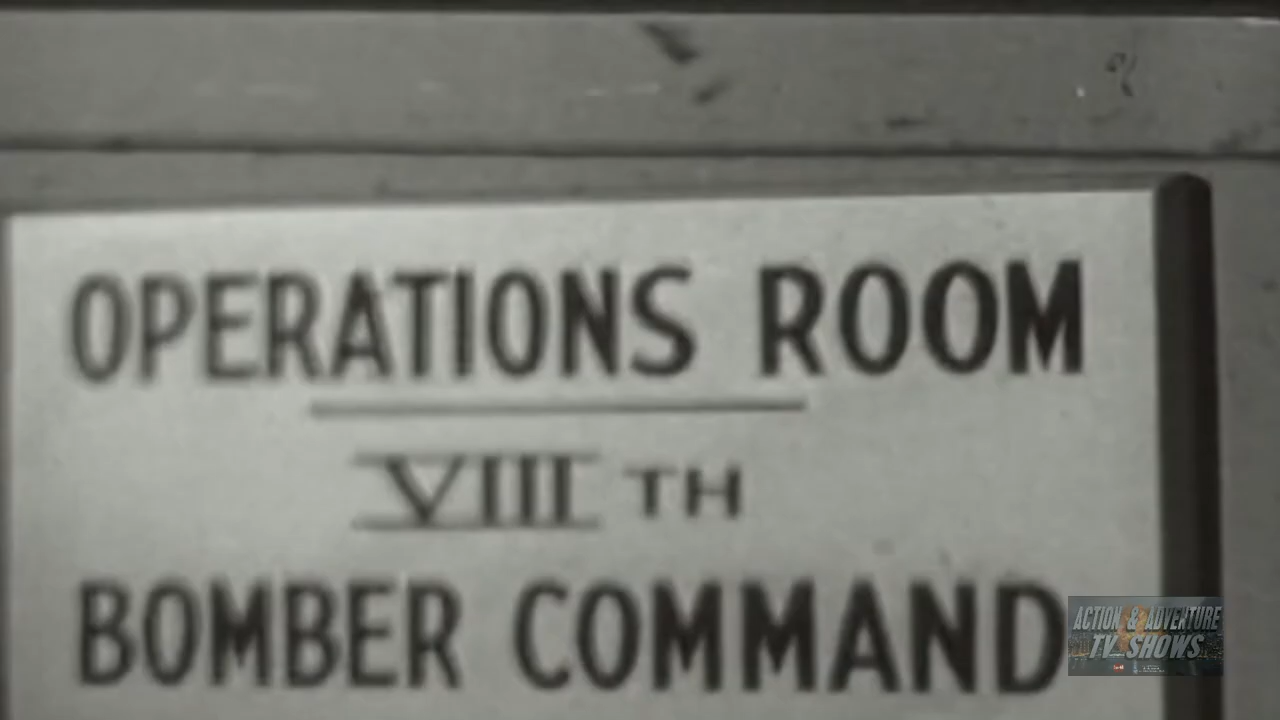 OPERATIONS ROOM
VIII TH
BOMBER COMMAND
ACTION & ADVENTURE
TV SHOWS